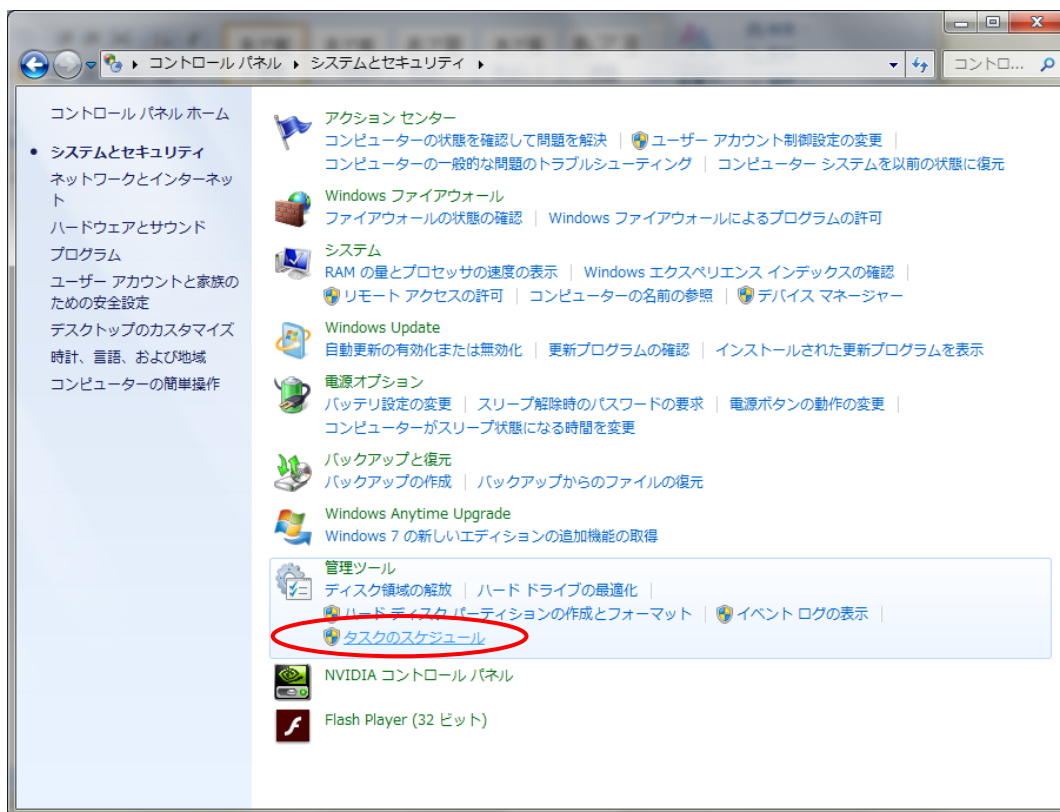 コントロール パネル ▸ システムとセキュリティ ▸
コントロ...
コントロール パネル ホーム
システムとセキュリティ
ネットワークとインターネッ
ト
ハードウェアとサウンド
プログラム
ユーザー アカウントと家族の
ための安全設定
デスクトップのカスタマイズ
時計、言語、および地域
コンピューターの簡単操作
アクション センター
コンピューターの状態を確認して問題を解決 | ユーザー アカウント制御設定の変更
コンピューターの一般的な問題のトラブルシューティング | コンピューター システムを以前の状態に復元
Windows ファイアウォール
ファイアウォールの状態の確認 | Windows ファイアウォールによるプログラムの許可
システム
RAM の量とプロセッサの速度の表示 | Windows エクスペリエンス インデックスの確認
リモート アクセスの許可 | コンピューターの名前の参照 | デバイス マネージャー
Windows Update
自動更新の有効化または無効化 | 更新プログラムの確認 | インストールされた更新プログラムを表示
電源オプション
バッテリ設定の変更 | スリープ解除時のパスワードの要求 | 電源ボタンの動作の変更
コンピューターがスリープ状態になる時間を変更
バックアップと復元
バックアップの作成 | バックアップからのファイルの復元
Windows Anytime Upgrade
Windows 7 の新しいエディションの追加機能の取得
管理ツール
ディスク領域の解放 | ハード ドライブの最適化
ハード ディスク パーティションの作成とフォーマット | イベント ログの表示
タスクのスケジュール
NVIDIA コントロール パネル
Flash Player (32 ビット)